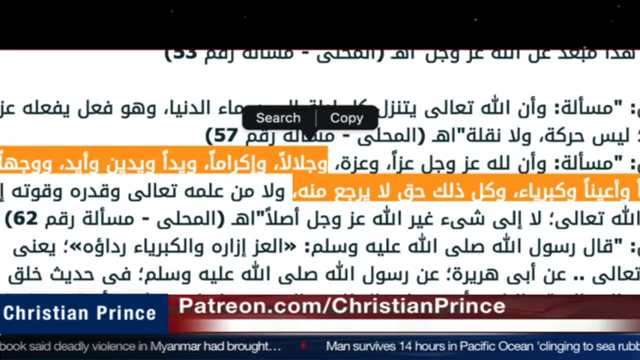 هذا مبعد عن الله عز وجل"اهـ (المحلى - مسألة رقم 53)
"مسألة: وأن الله تعالى يتنزل كل ليلة إلى سماء الدنيا، وهو فعل يفعله عز
Search Copy
ليس حركة، ولا نقلة"اهـ (المحلى - مسألة رقم 57)
"مسألة: وأن لله عز وجل عزاً، وعزة، وجلالاً، وإكراماً، ويداً ويدين وأيد، ووجهاً
وأعيناً وكبرياء، وكل ذلك حق لا يرجع منه، ولا من علمه تعالى وقدره وقوته إ
الله تعالى؛ لا إلى شيء غير الله عز وجل أصلاً"اهـ (المحلى - مسألة رقم 62)
"قال رسول الله صلى الله عليه وسلم: «العز إزاره والكبرياء رداؤه»؛ يعنى
تعالى .. عن أبى هريرة؛ عن رسول الله صلى الله عليه وسلم؛ فى حديث خلق
Christian Prince
Patreon.com/ChristianPrince
book said deadly violence in Myanmar had brought… Man survives 14 hours in Pacific Ocean 'clinging to sea rubb